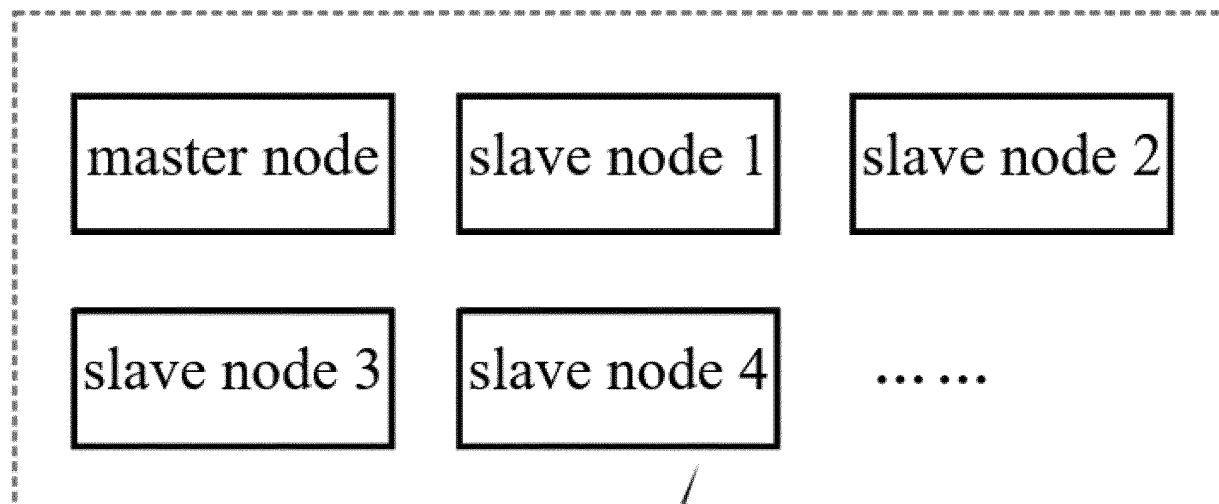 master node
slave node 1
slave node 2
slave node 3
slave node 4
... ...